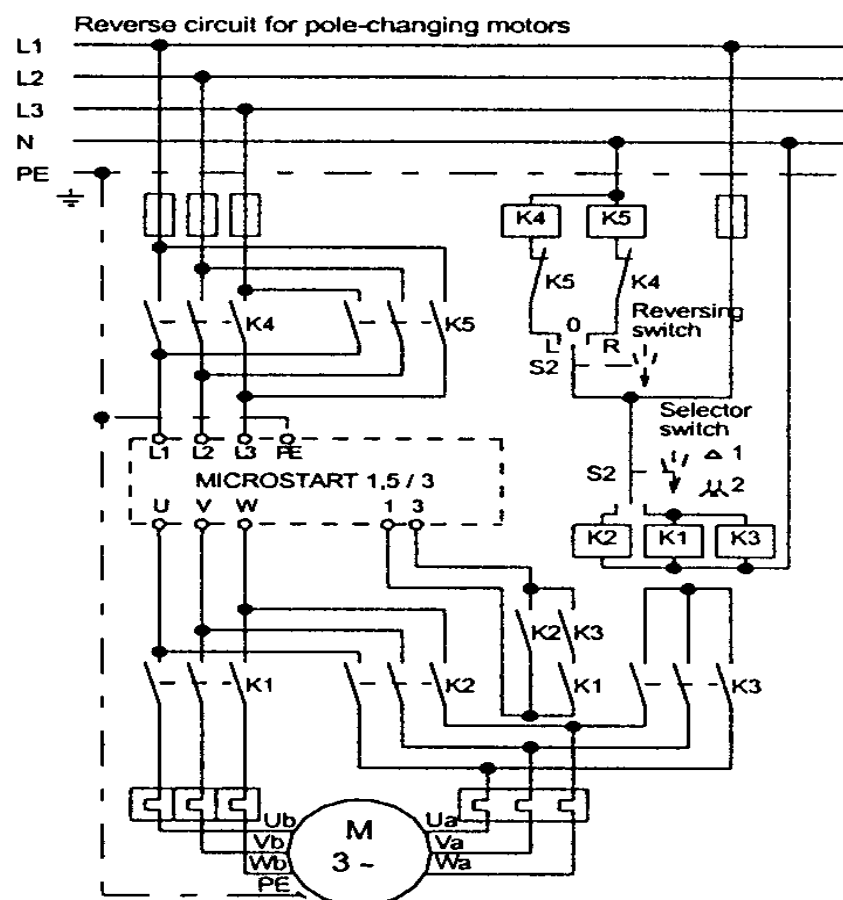 Reverse circuit for pole-changing motors
L1
L2
L3
N
PE
K4 K5
K5 K4
Reversing
switch
K4 K5
L 0 R
S2
Selector
switch
1
S2
2
L1 L2 L3 PE
MICROSTART 1,5 / 3
U V W 1 3
K2 K1 K3
K2 K3
K1 K2 K1 K3
Ub Ua
M
Vb Va
3 ~
Wb Wa
PE